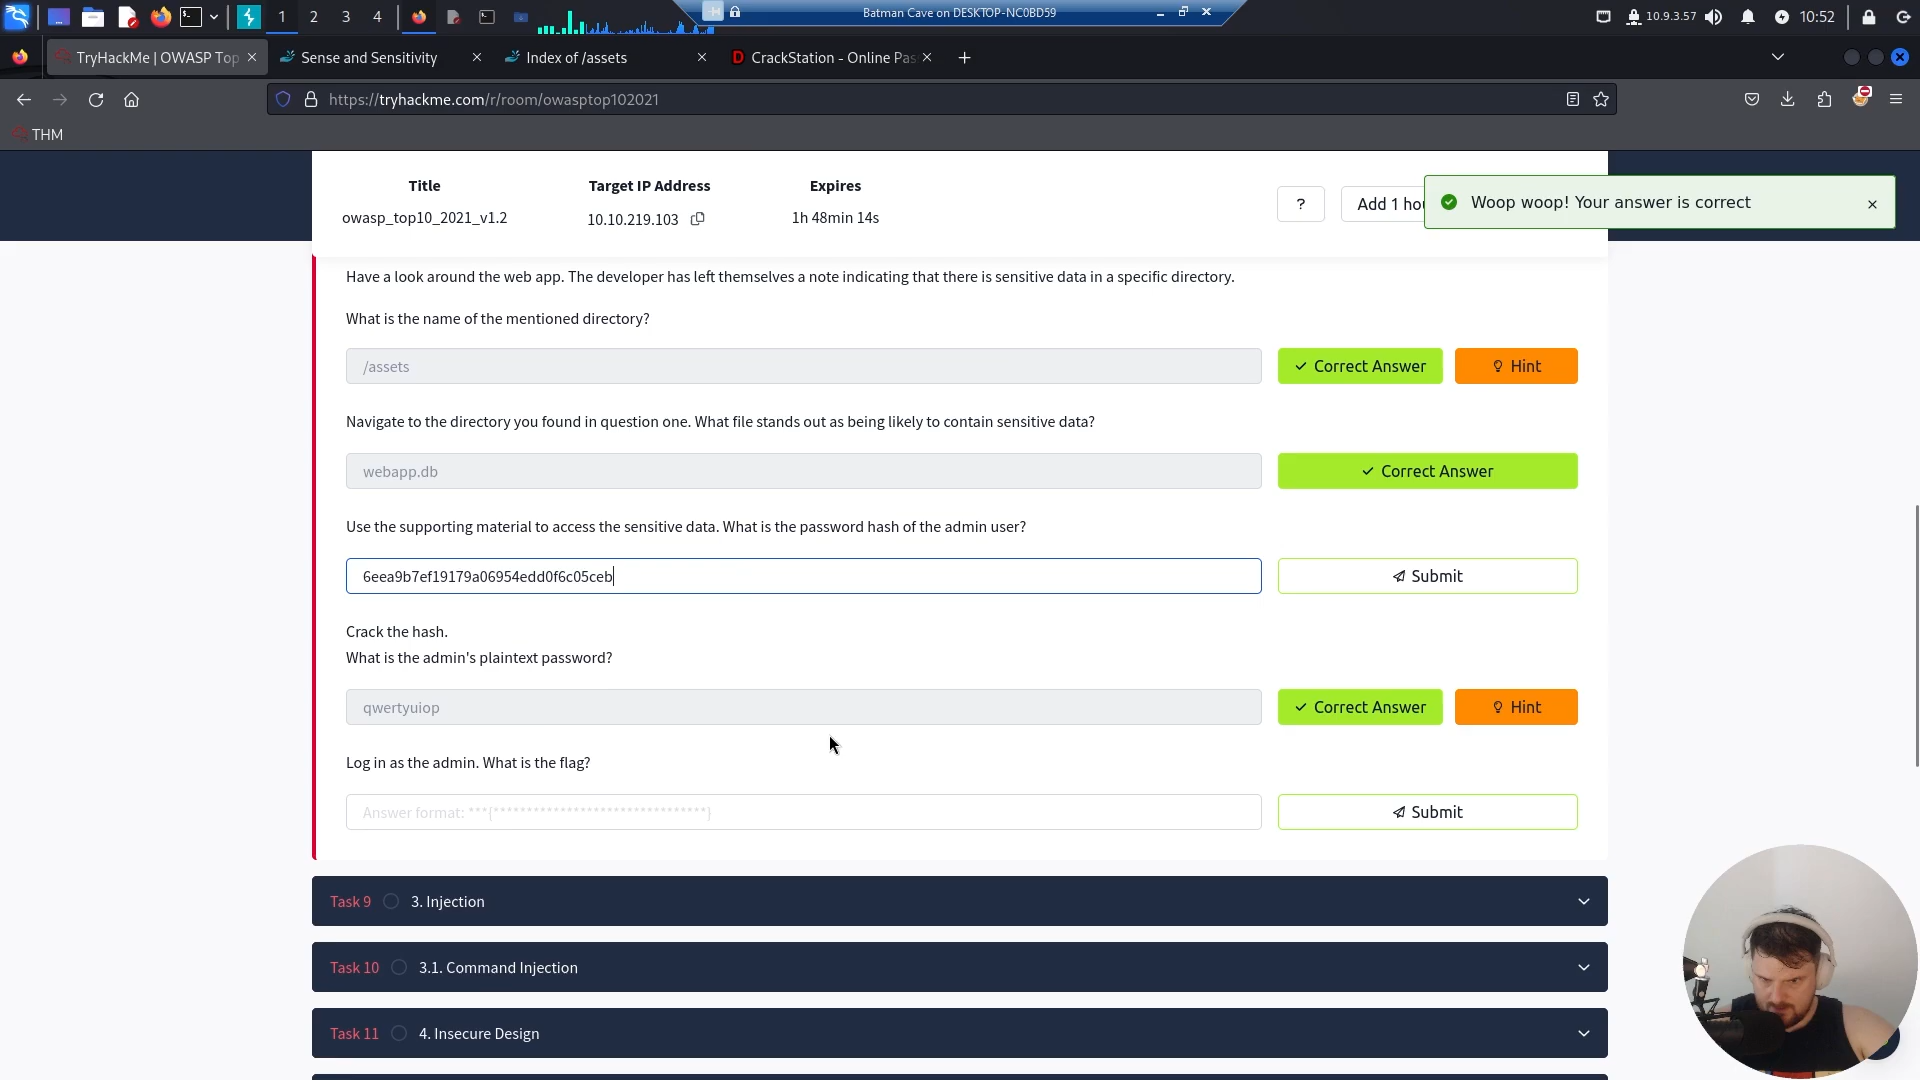 1
2
3
4
Batman Cave on DESKTOP-NC0BD59
10.9.3.57
10:52
TryHackMe | OWASP Top
Sense and Sensitivity
Index of /assets
CrackStation - Online Pas
https://tryhackme.com/r/room/owasptop102021
THM
Title
Target IP Address
Expires
owasp_top10_2021_v1.2
10.10.219.103
1h 48min 14s
?
Add 1 hou
Woop woop! Your answer is correct
Have a look around the web app. The developer has left themselves a note indicating that there is sensitive data in a specific directory.
What is the name of the mentioned directory?
/assets
Correct Answer
Hint
Navigate to the directory you found in question one. What file stands out as being likely to contain sensitive data?
webapp.db
Correct Answer
Use the supporting material to access the sensitive data. What is the password hash of the admin user?
6eea9b7ef19179a06954edd0f6c05ceb
Submit
Crack the hash.
What is the admin's plaintext password?
qwertyuiop
Correct Answer
Hint
Log in as the admin. What is the flag?
Answer format: ***{********************************}
Submit
Task 9
3. Injection
Task 10
3.1. Command Injection
Task 11
4. Insecure Design